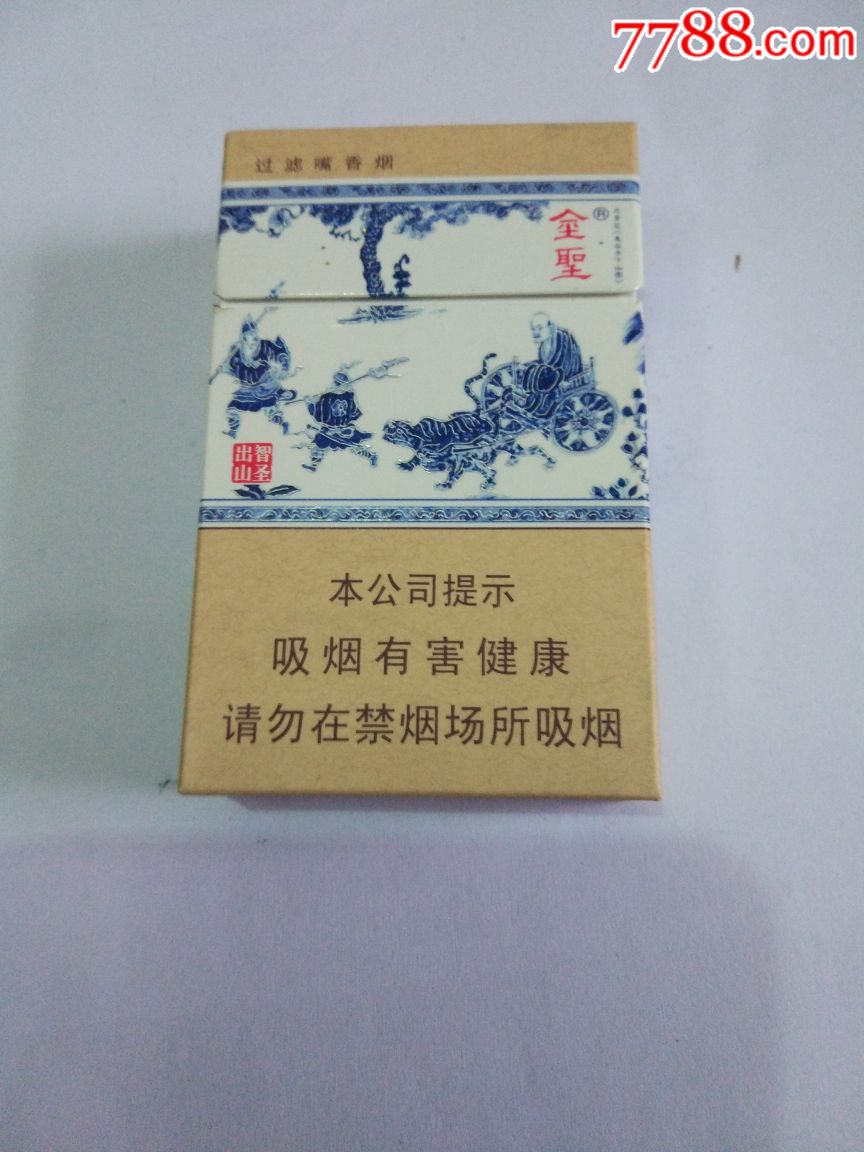 7788.com
过滤嘴香烟
金聖
®
智圣
出山
本公司提示
吸烟有害健康
请勿在禁烟场所吸烟